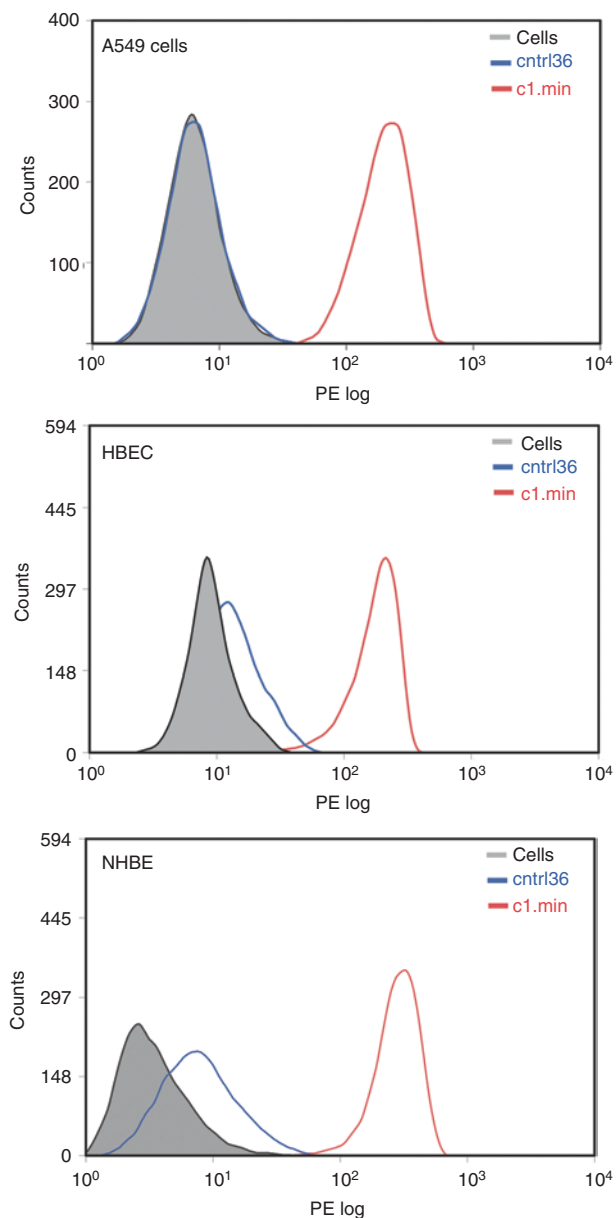 400
A549 cells
Cells
cntrl36
c1.min
300
200
100
Counts
10⁰ 10¹ 10² 10³ 10⁴
PE log
594
HBEC
Cells
cntrl36
c1.min
445
297
148
0
Counts
10⁰ 10¹ 10² 10³ 10⁴
PE log
594
NHBE
Cells
cntrl36
c1.min
445
297
148
0
Counts
10⁰ 10¹ 10² 10³ 10⁴
PE log